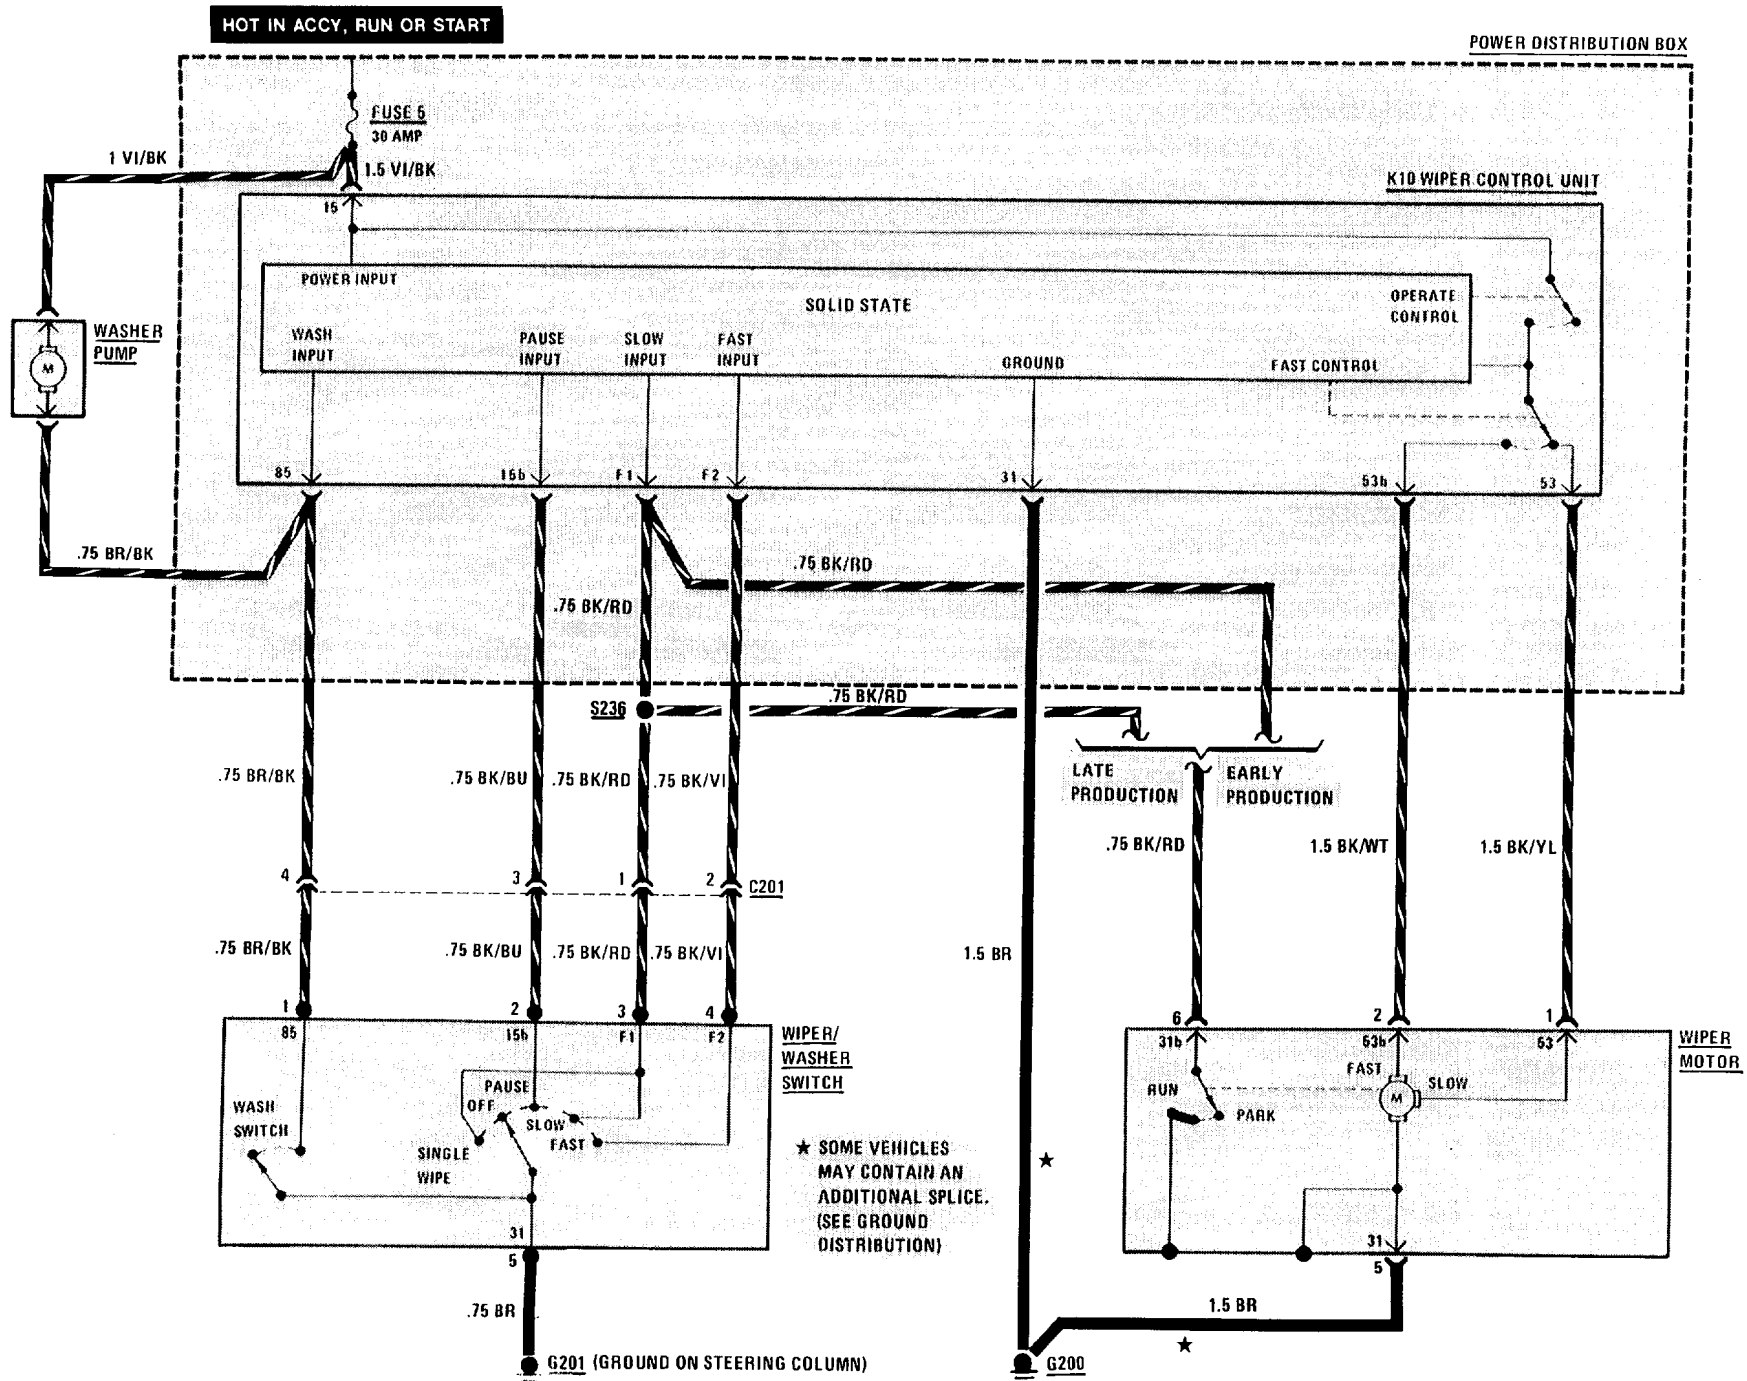 HOT IN ACCY, RUN OR START
POWER DISTRIBUTION BOX
FUSE 5
30 AMP
1 VI/BK
1.5 VI/BK
K10 WIPER CONTROL UNIT
15
POWER INPUT
SOLID STATE
OPERATE
CONTROL
WASH
INPUT
PAUSE
INPUT
SLOW
INPUT
FAST
INPUT
GROUND
FAST CONTROL
WASHER
PUMP
M
85
15b
F1
F2
31
53b
53
.75 BR/BK
.75 BK/RD
.75 BK/RD
.75 BK/RD
S236
LATE
PRODUCTION
EARLY
PRODUCTION
.75 BR/BK
.75 BK/BU
.75 BK/RD
.75 BK/VI
.75 BK/RD
1.5 BK/WT
1.5 BK/YL
4
3
1
2
C201
.75 BR/BK
.75 BK/BU
.75 BK/RD
.75 BK/VI
1.5 BR
1
2
3
4
6
2
1
85
15b
F1
F2
31b
53b
53
WIPER/
WASHER
SWITCH
WIPER
MOTOR
PAUSE
OFF
SLOW
FAST
SINGLE
WIPE
WASH
SWITCH
RUN
PARK
FAST
SLOW
M
★ SOME VEHICLES
MAY CONTAIN AN
ADDITIONAL SPLICE.
(SEE GROUND
DISTRIBUTION)
★
31
5
31
5
.75 BR
1.5 BR
★
G201 (GROUND ON STEERING COLUMN)
G200